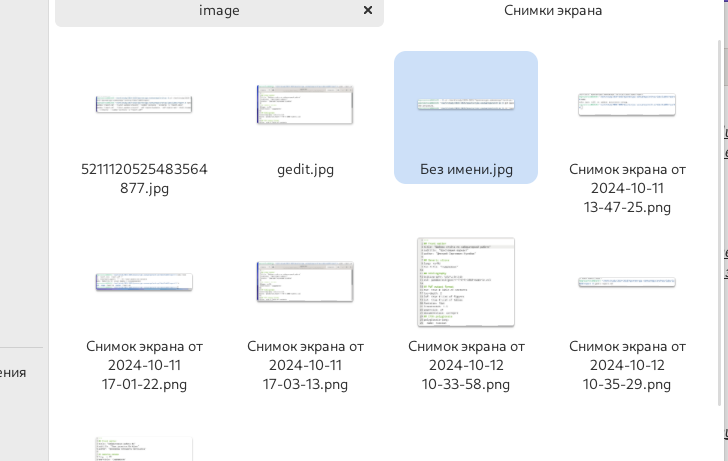 image
Снимки экрана
5211120525483564
877.jpg
gedit.jpg
Без имени.jpg
Снимок экрана от
2024-10-11
13-47-25.png
Снимок экрана от
2024-10-11
17-01-22.png
Снимок экрана от
2024-10-11
17-03-13.png
Снимок экрана от
2024-10-12
10-33-58.png
Снимок экрана от
2024-10-12
10-35-29.png
ения